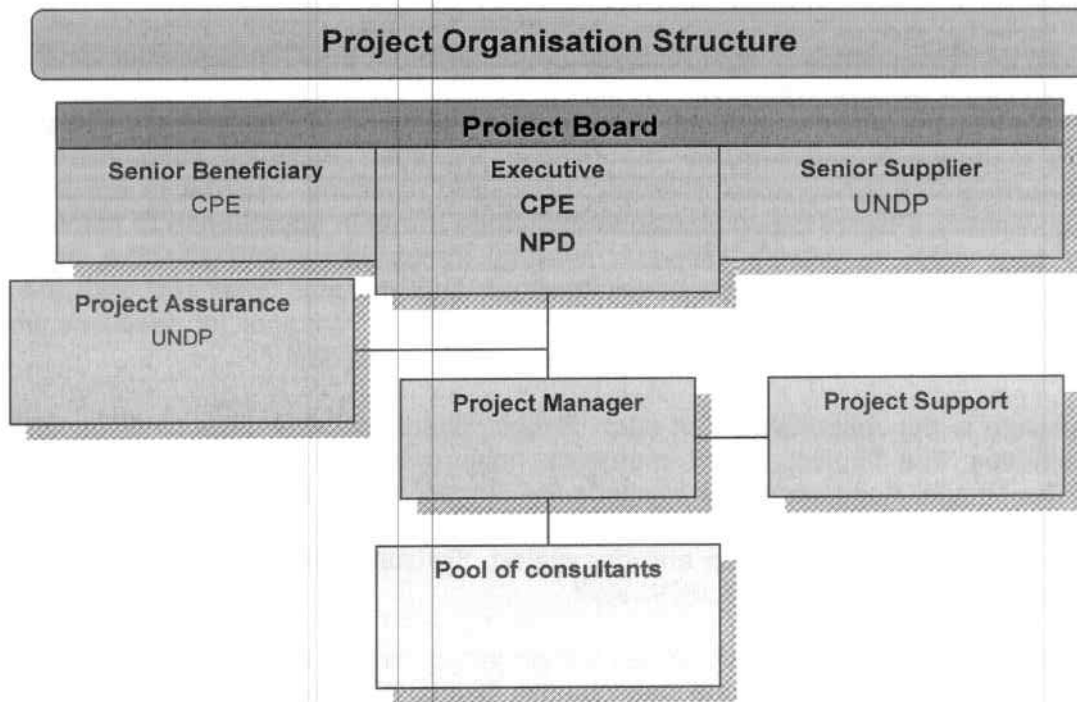 Project Organisation Structure
Project Board
Senior Beneficiary
CPE
Executive
CPE
NPD
Senior Supplier
UNDP
Project Assurance
UNDP
Project Manager
Project Support
Pool of consultants